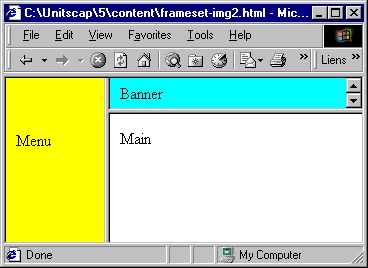 C:\Unitscap\5\content\frameset-img2.html - Mic...
File Edit View Favorites Tools Help
Liens
Banner
Menu
Main
Done
My Computer